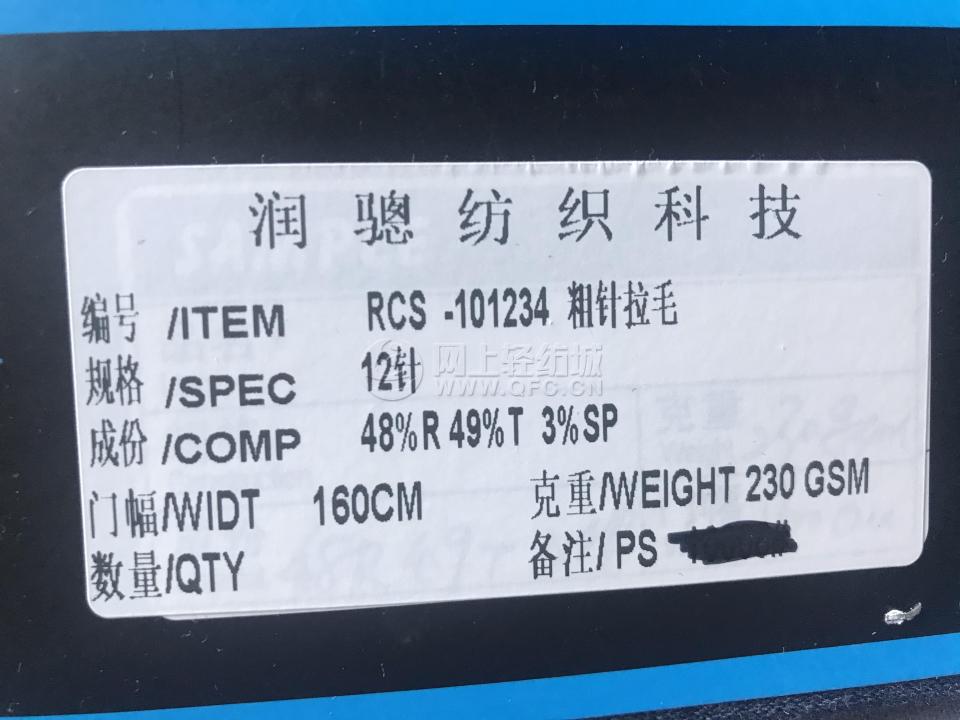 润骢纺织科技
编号/ITEM RCS -101234 粗针拉毛
规格/SPEC 12针
网上轻纺城
WWW.QFC.CN
成份/COMP 48%R 49%T 3%SP
门幅/WIDT 160CM 克重/WEIGHT 230 GSM
数量/QTY 备注/PS